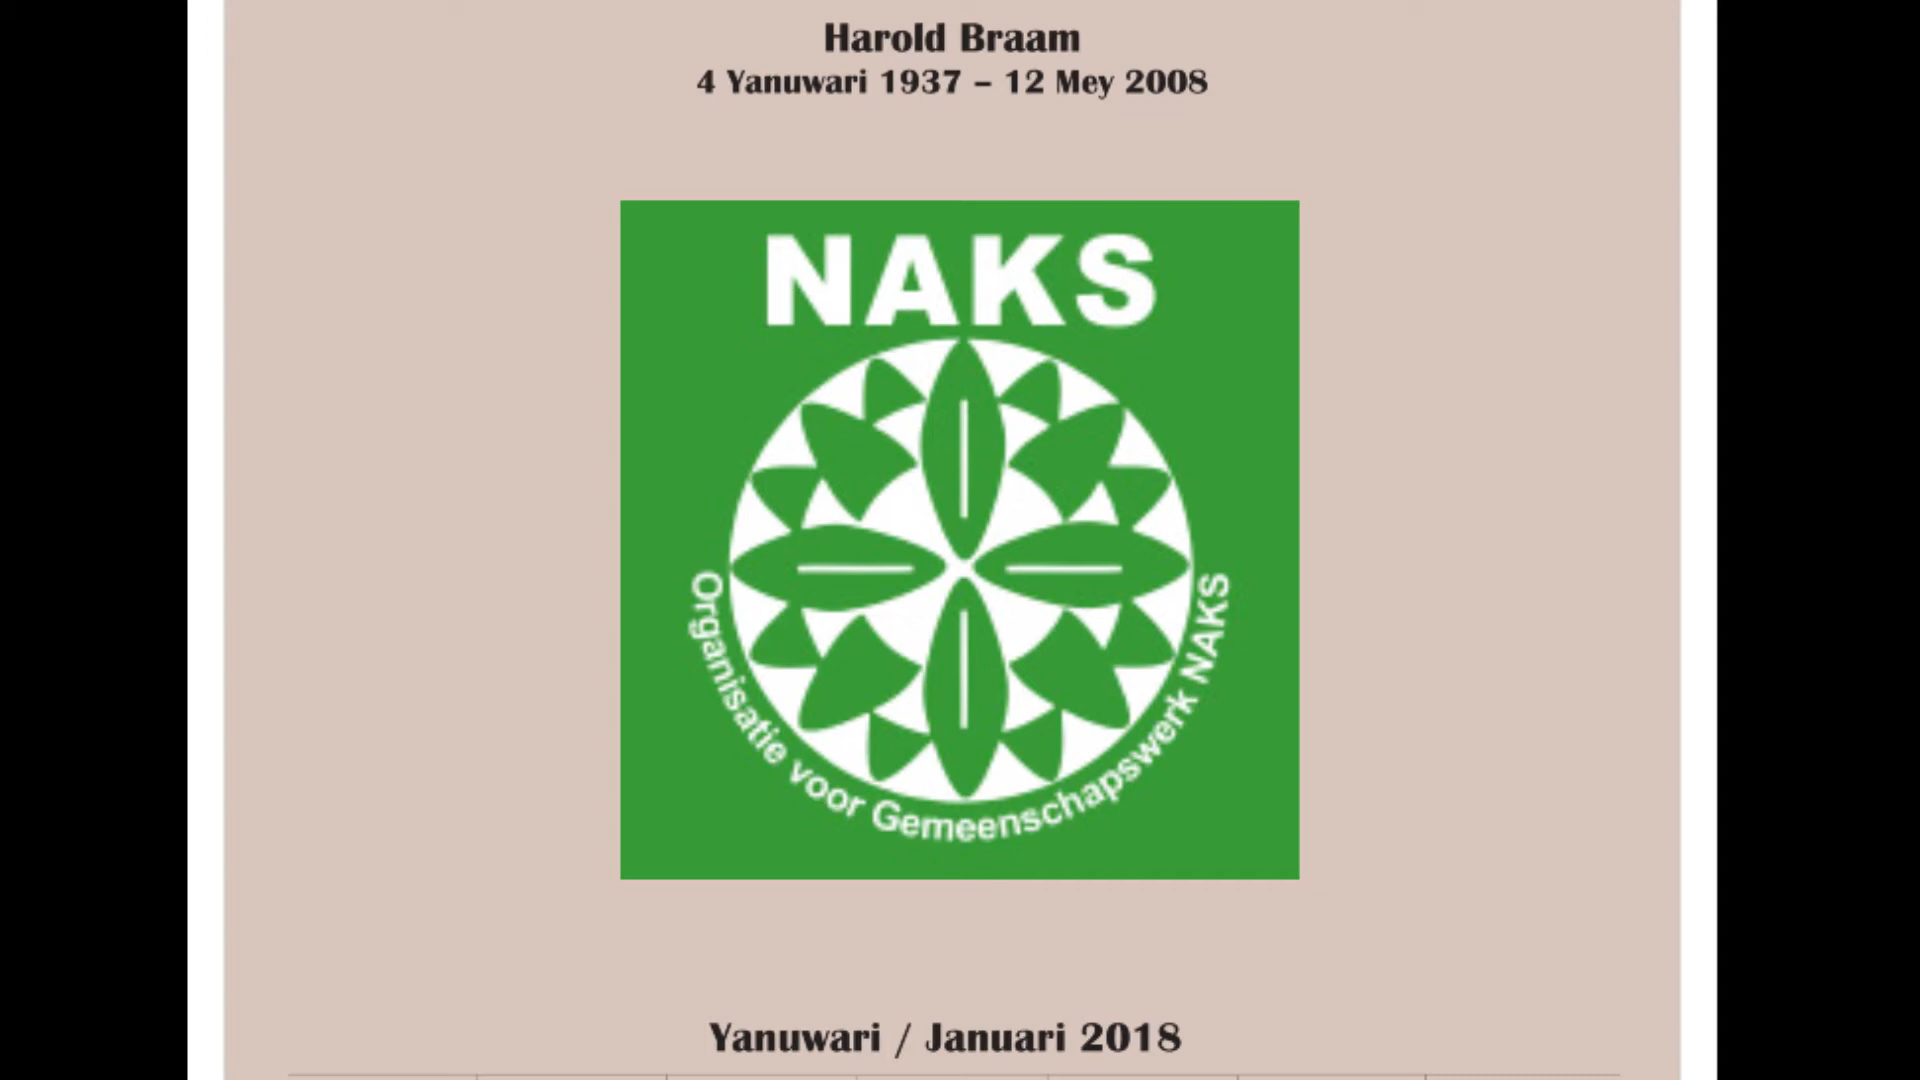 Harold Braam
4 Yanuwari 1937 – 12 Mey 2008
NAKS
Organisatie voor Gemeenschapswerk NAKS
Yanuwari / Januari 2018